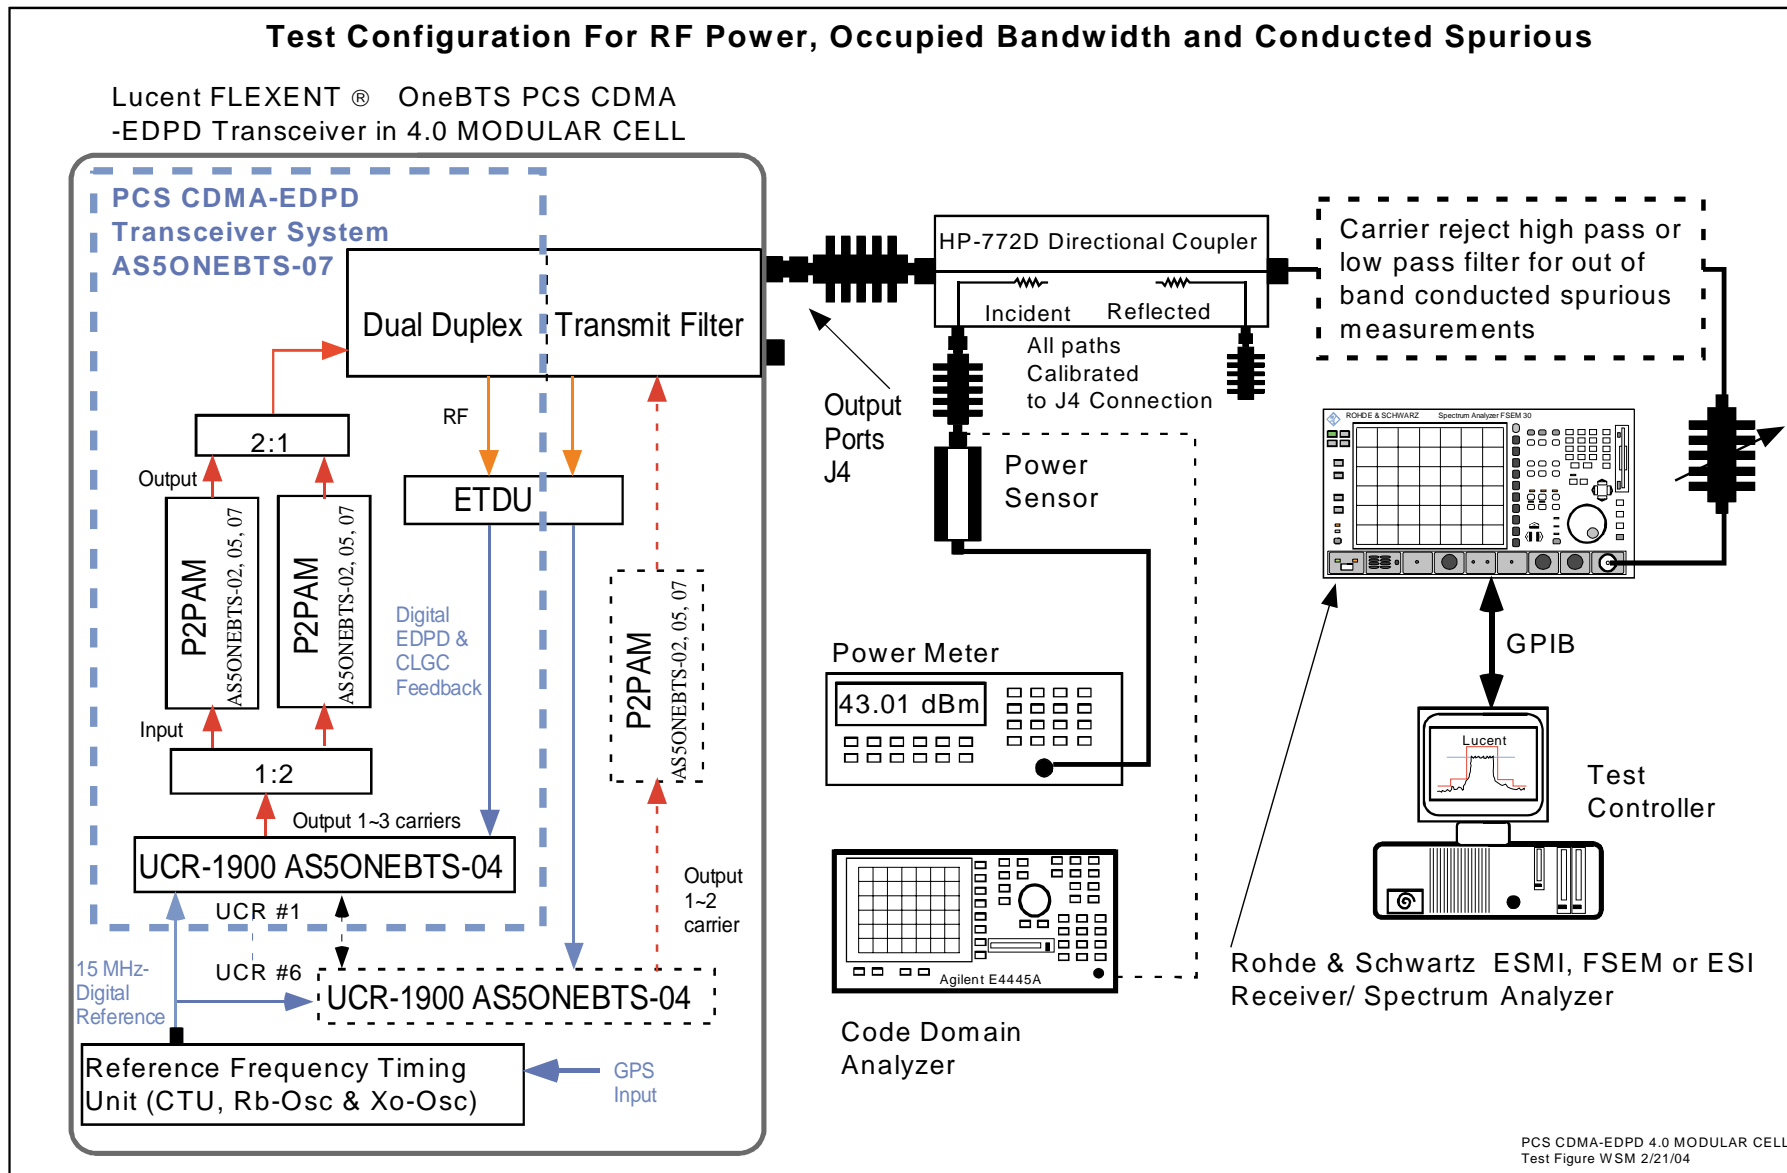 Test Configuration For RF Power, Occupied Bandwidth and Conducted Spurious
Lucent FLEXENT ® OneBTS PCS CDMA
-EDPD Transceiver in 4.0 MODULAR CELL
PCS CDMA-EDPD
Transceiver System
AS5ONEBTS-07
Dual Duplex
Transmit Filter
RF
2:1
Output
ETDU
P2PAM
AS5ONEBTS-02, 05, 07
P2PAM
AS5ONEBTS-02, 05, 07
Digital
EDPD &
CLGC
Feedback
P2PAM
AS5ONEBTS-02, 05, 07
Input
1:2
Output 1~3 carriers
UCR-1900 AS5ONEBTS-04
UCR #1
Output
1~2
carrier
15 MHz-
Digital
Reference
UCR #6
UCR-1900 AS5ONEBTS-04
Reference Frequency Timing
Unit (CTU, Rb-Osc & Xo-Osc)
GPS
Input
Output
Ports
J4
HP-772D Directional Coupler
Incident
Reflected
All paths
Calibrated
to J4 Connection
Power
Sensor
Power Meter
43.01 dBm
Agilent E4445A
Code Domain
Analyzer
Carrier reject high pass or
low pass filter for out of
band conducted spurious
measurements
ROHDE & SCHWARZ
Spectrum Analyzer FSEM 30
GPIB
Lucent
Test
Controller
Rohde & Schwartz ESMI, FSEM or ESI
Receiver/ Spectrum Analyzer
PCS CDMA-EDPD 4.0 MODULAR CELL
Test Figure WSM 2/21/04